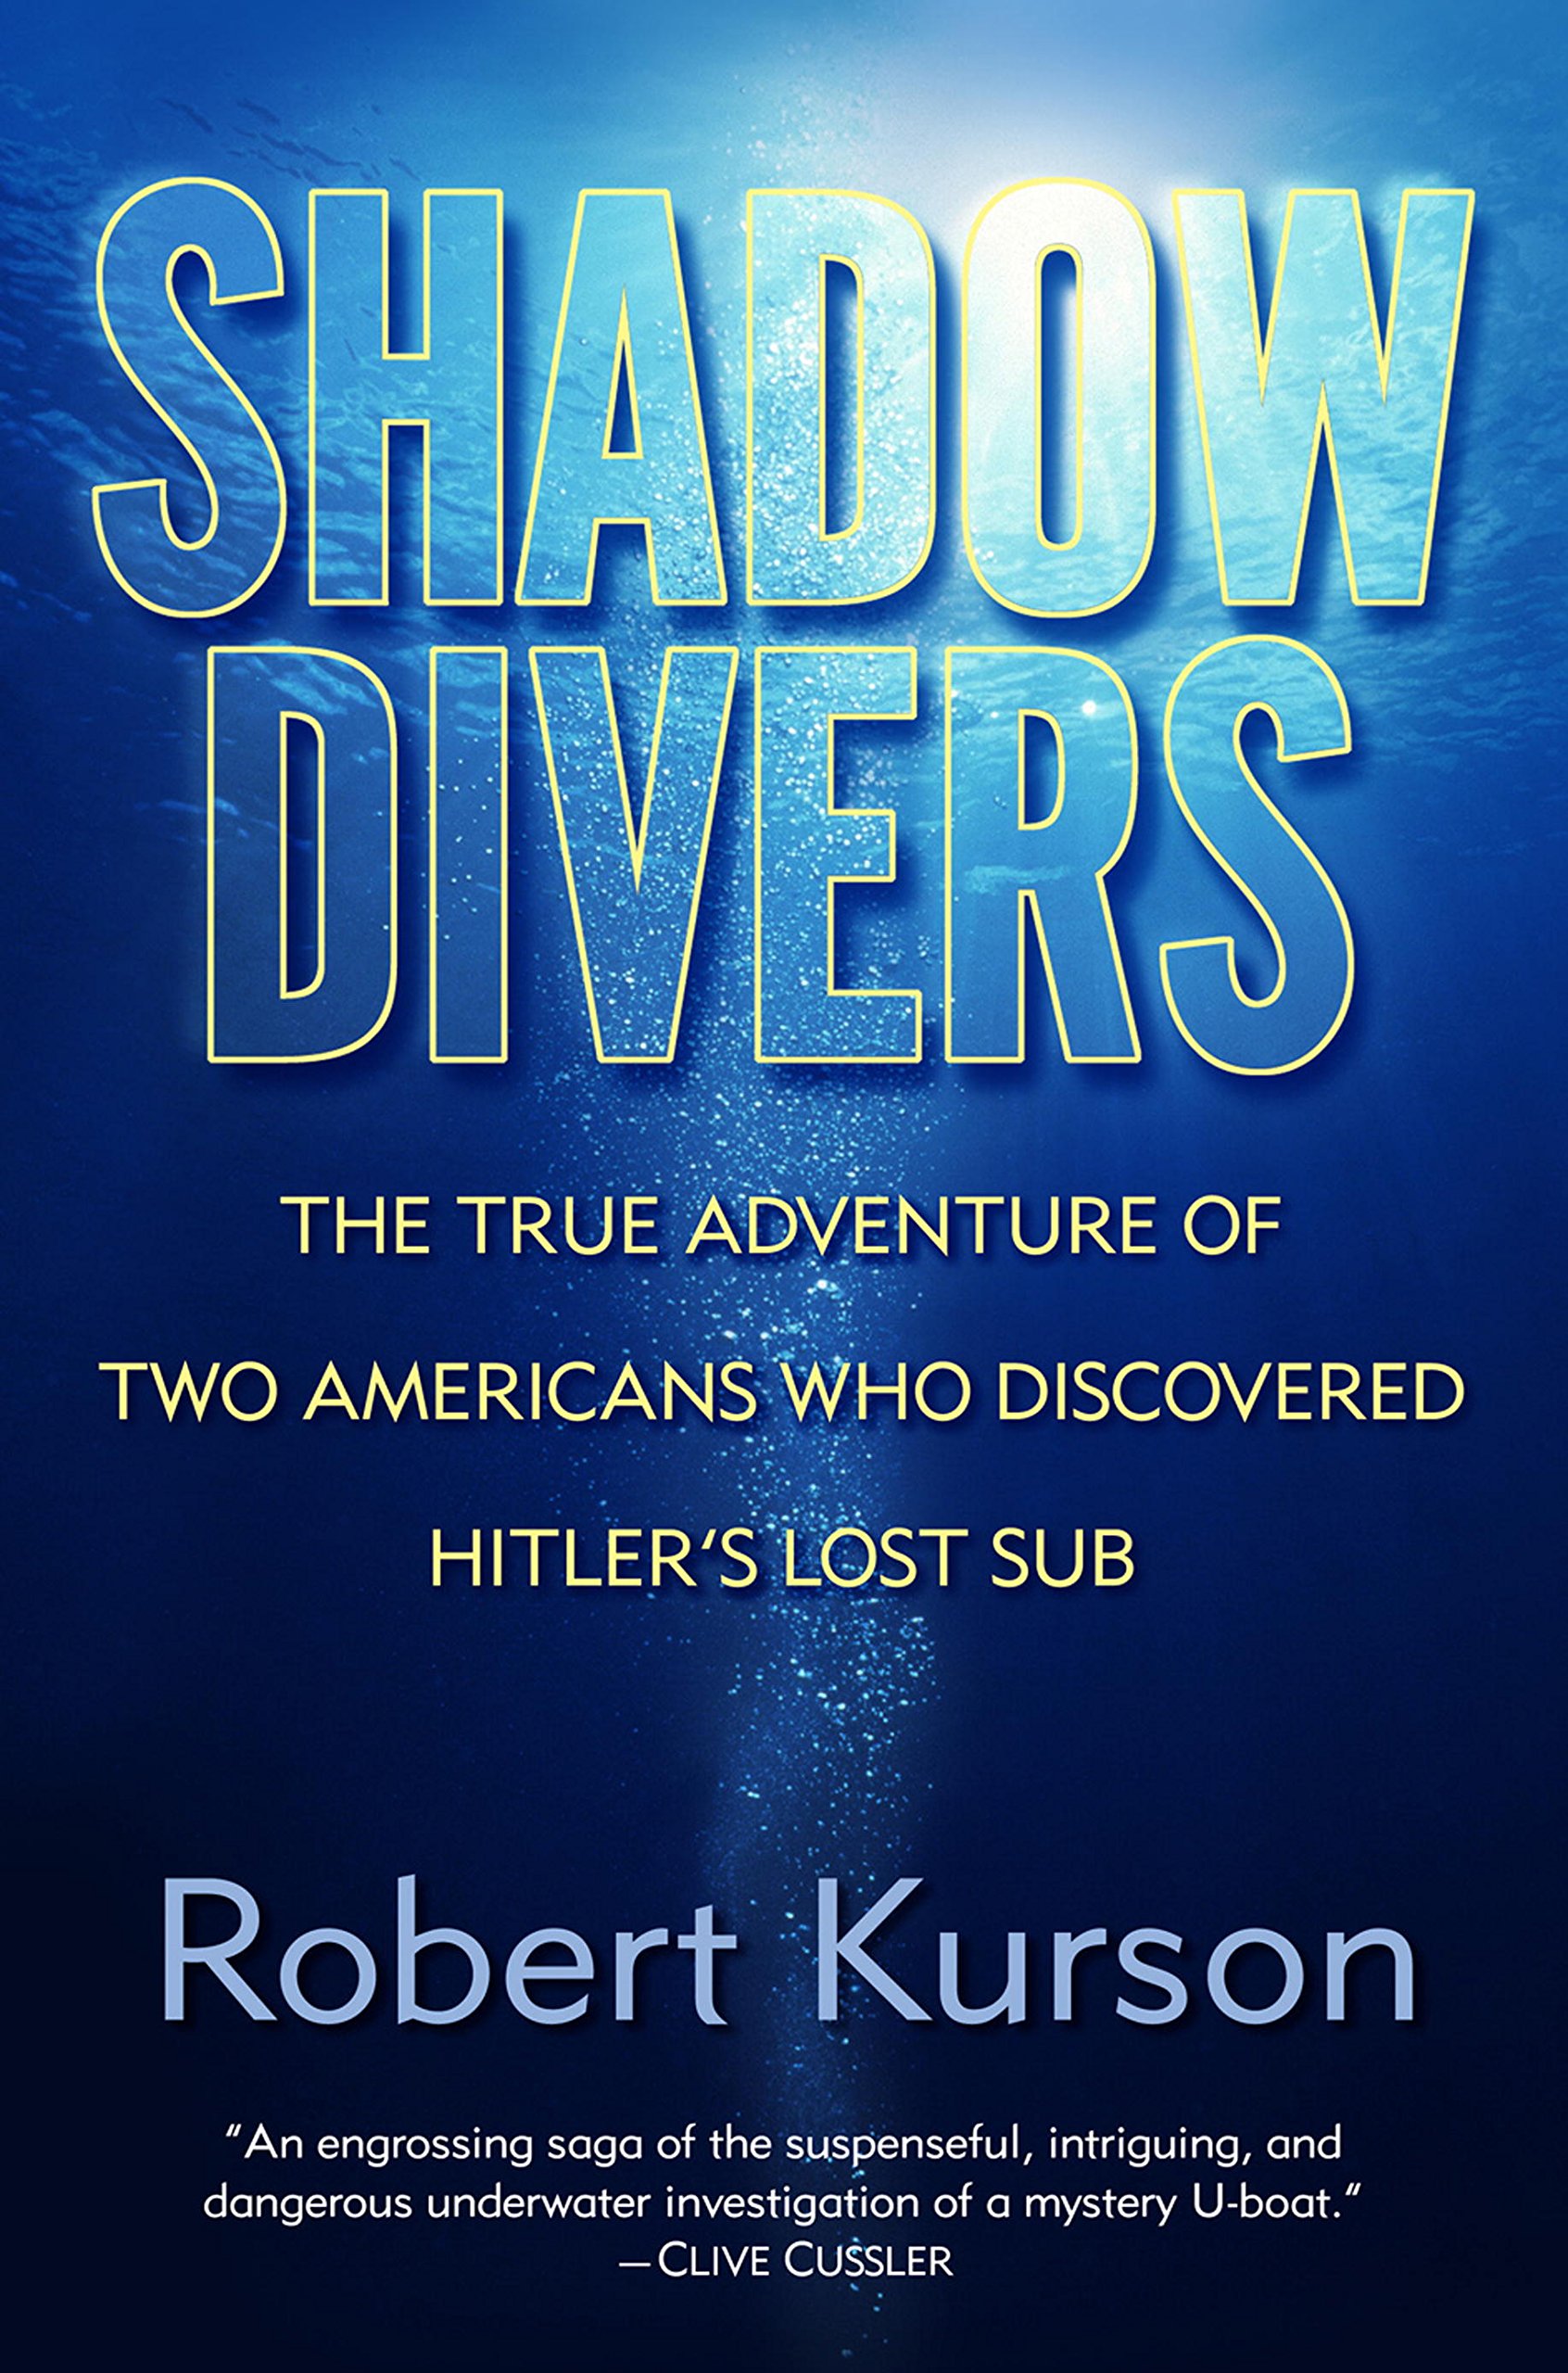 SHADOW
DIVERS
THE TRUE ADVENTURE OF
TWO AMERICANS WHO DISCOVERED
HITLER‘S LOST SUB
Robert Kurson
“An engrossing saga of the suspenseful, intriguing, and
dangerous underwater investigation of a mystery U-boat.“
—CLIVE CUSSLER